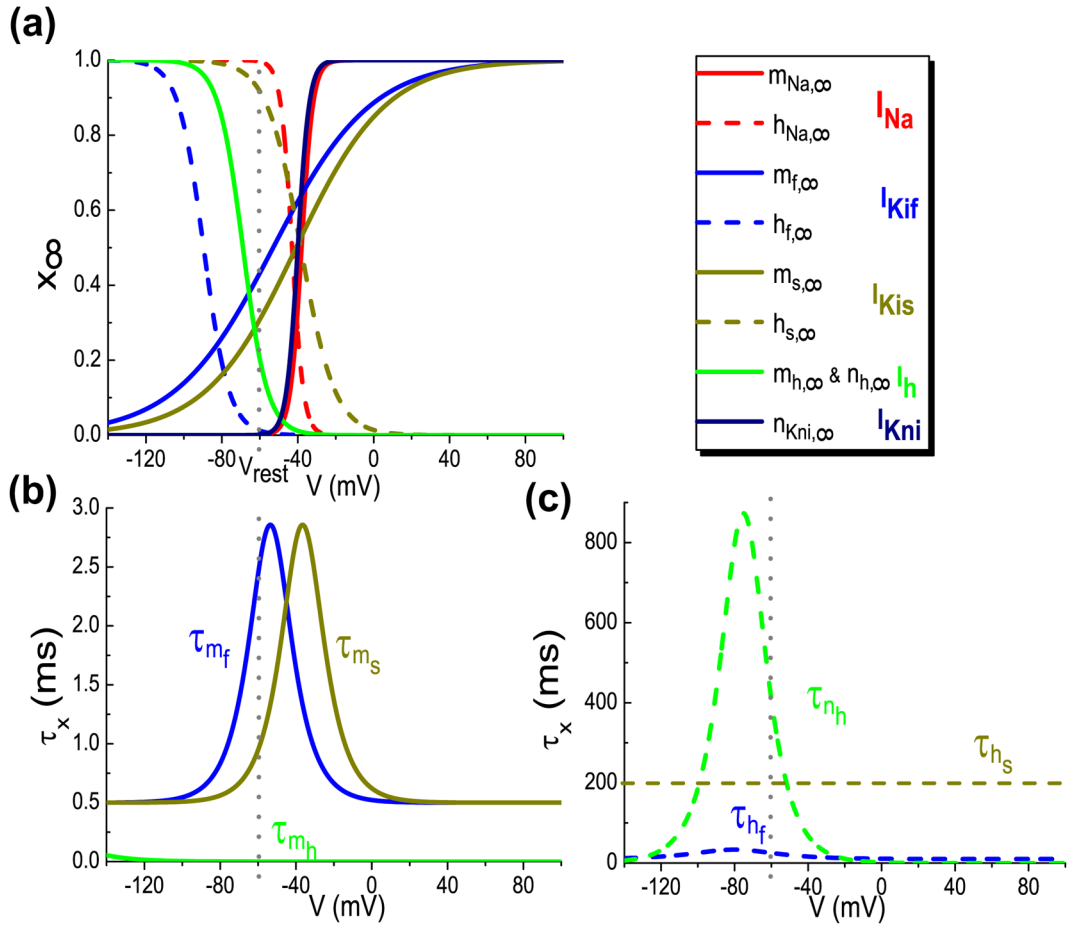 (a)
1.0
0.8
0.6
0.4
0.2
0.0
x∞
-120
-80
Vrest
-40
0
40
80
V (mV)
mNa,∞
hNa,∞
INa
mf,∞
hf,∞
IKif
ms,∞
hs,∞
IKis
mh,∞ & nh,∞ Ih
nKni,∞ IKni
(b)
3.0
2.5
2.0
1.5
1.0
0.5
0.0
τx (ms)
τmf
τms
τmh
-120
-80
-40
0
40
80
V (mV)
(c)
800
600
400
200
0
τx (ms)
τnh
τhs
τhf
-120
-80
-40
0
40
80
V (mV)